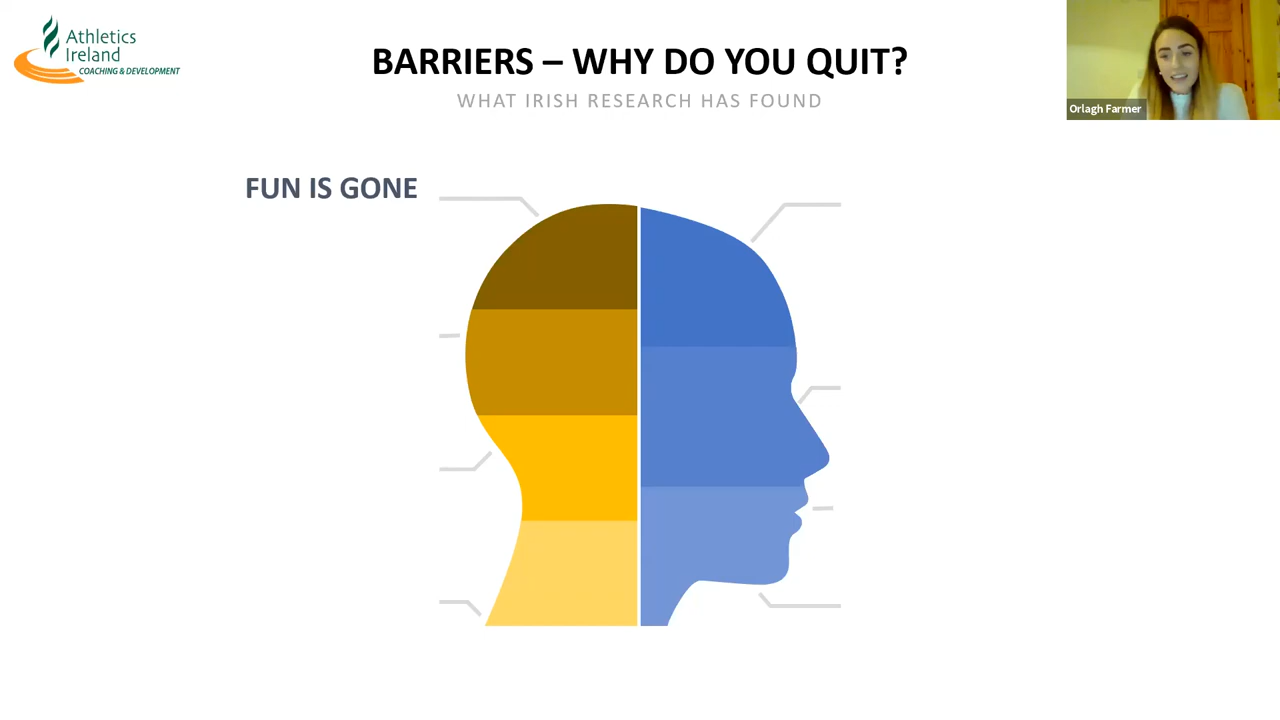 Athletics
Ireland
COACHING & DEVELOPMENT
BARRIERS – WHY DO YOU QUIT?
WHAT IRISH RESEARCH HAS FOUND
Orlagh Farmer
FUN IS GONE